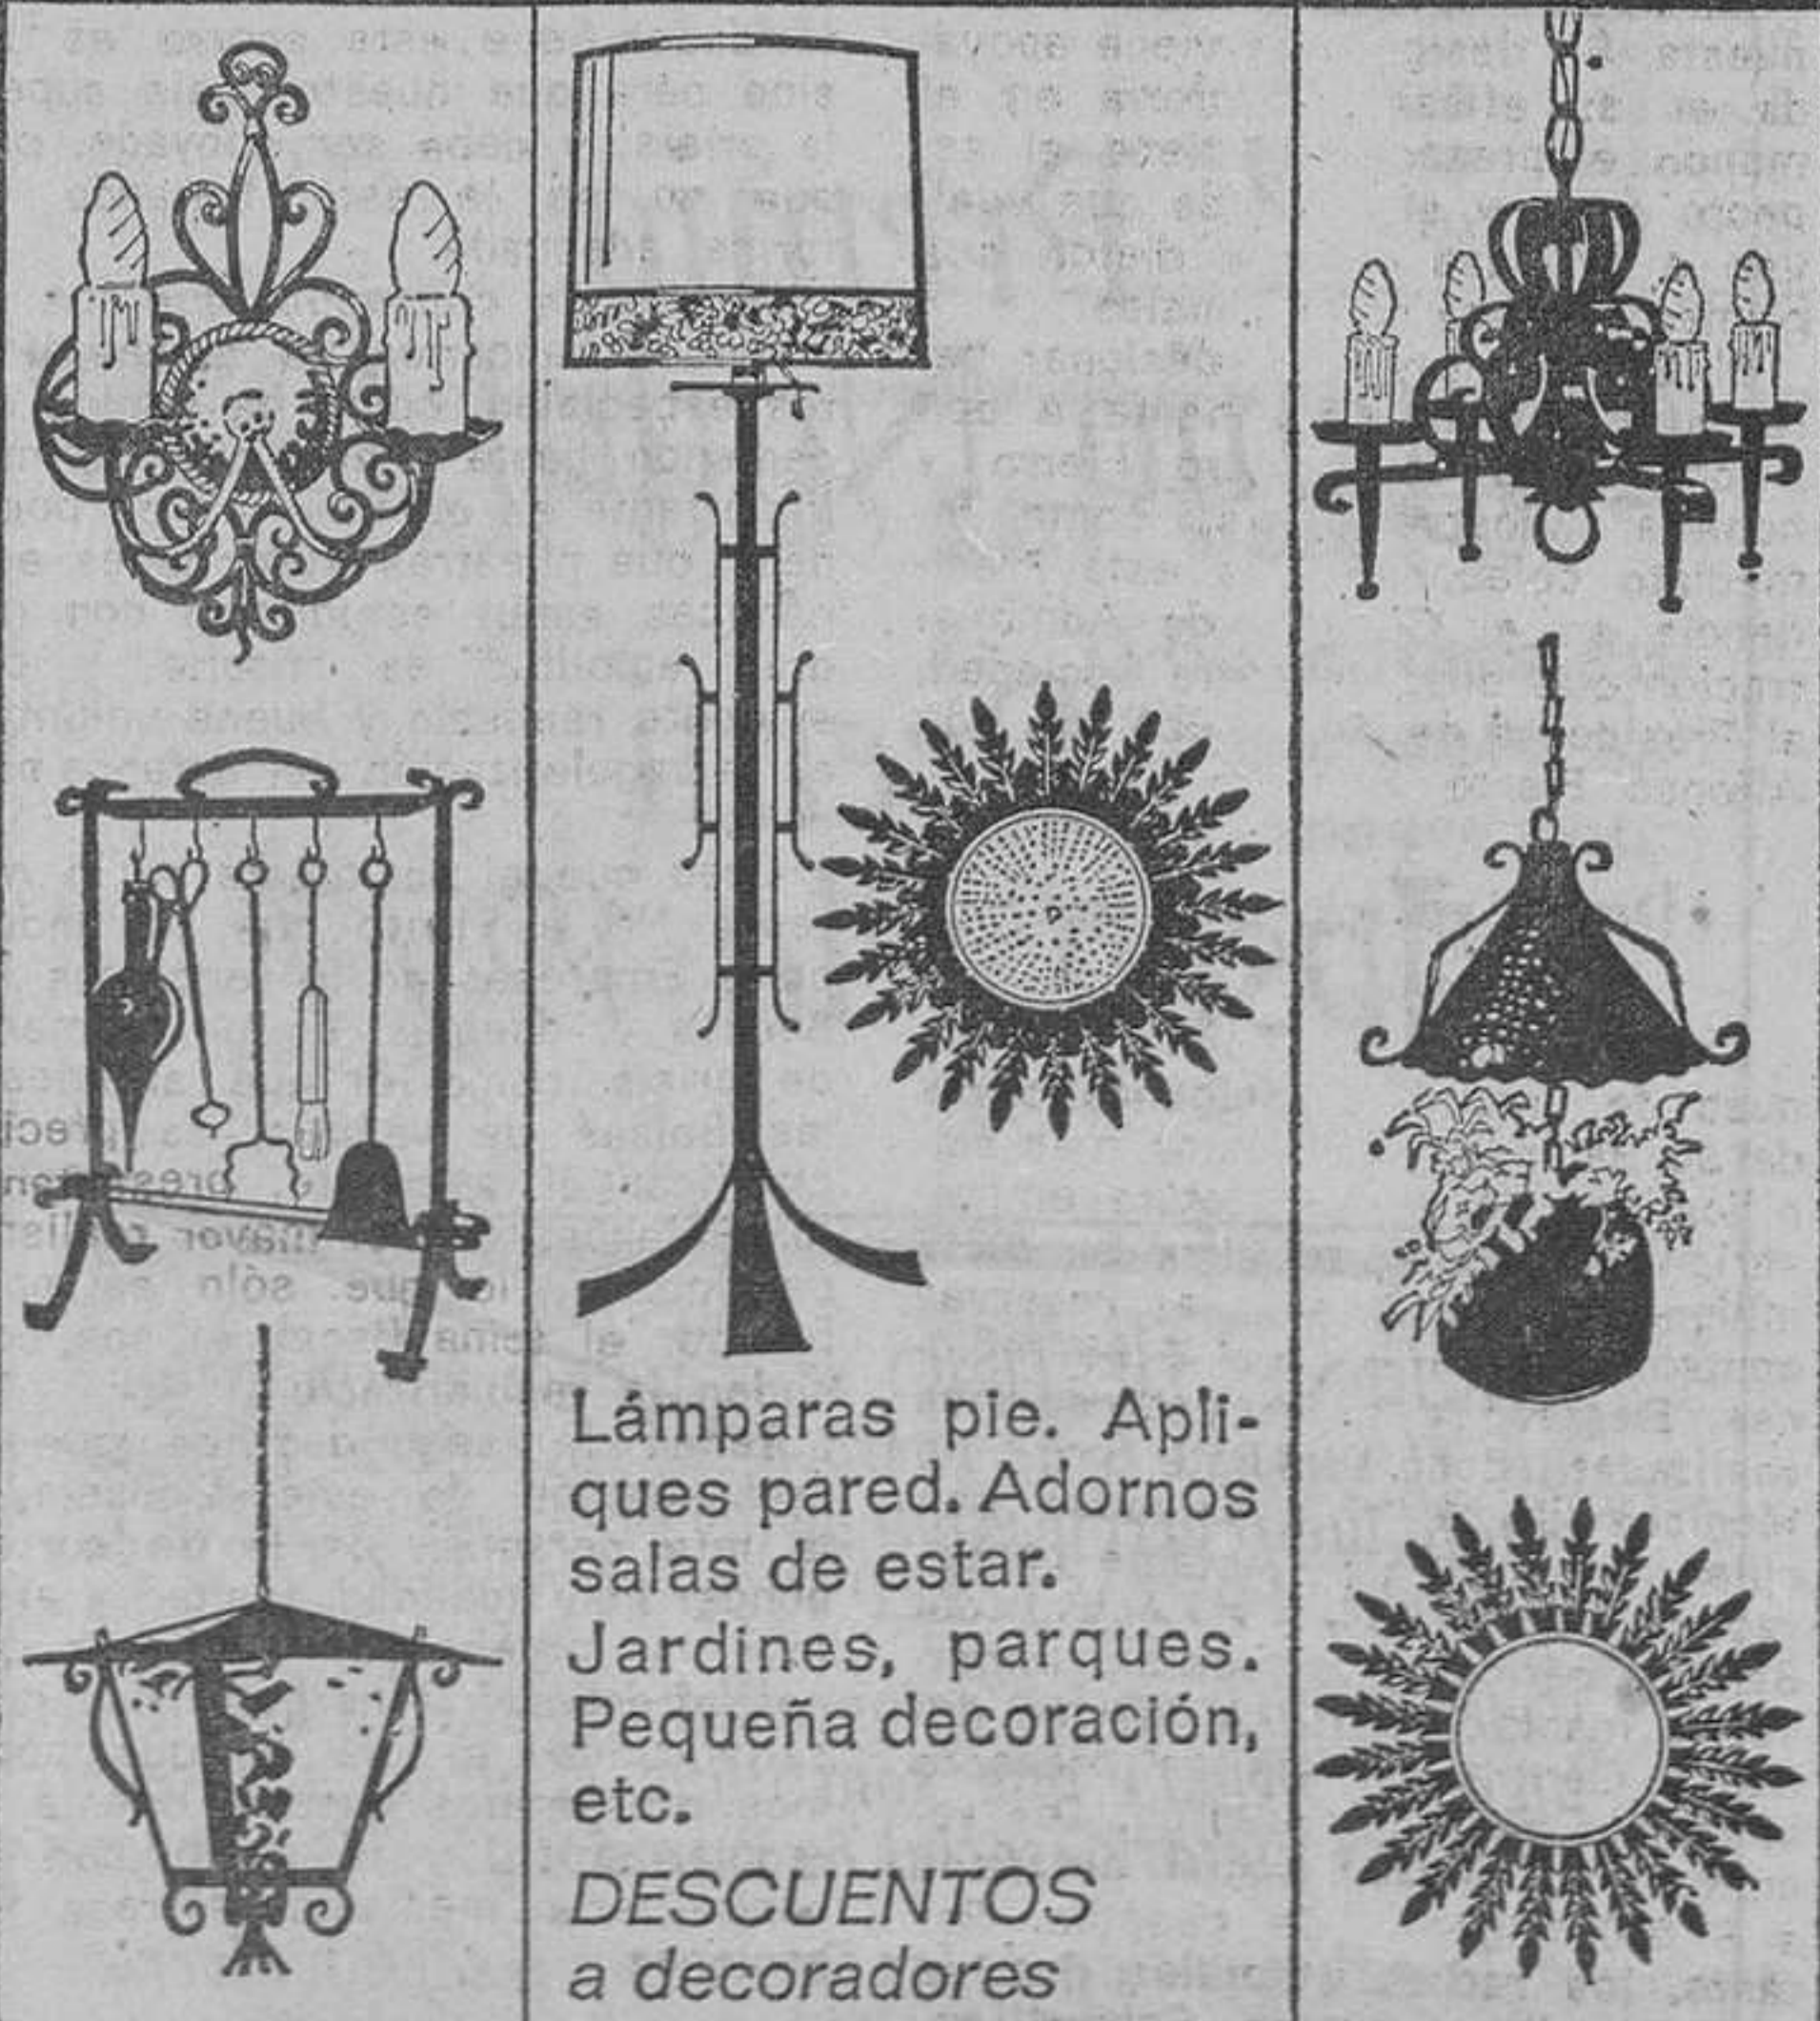 Lámparas pie. Apli-
ques pared. Adornos
salas de estar.
Jardines, parques.
Pequeña decoración,
etc.
DESCUENTOS
a decoradores